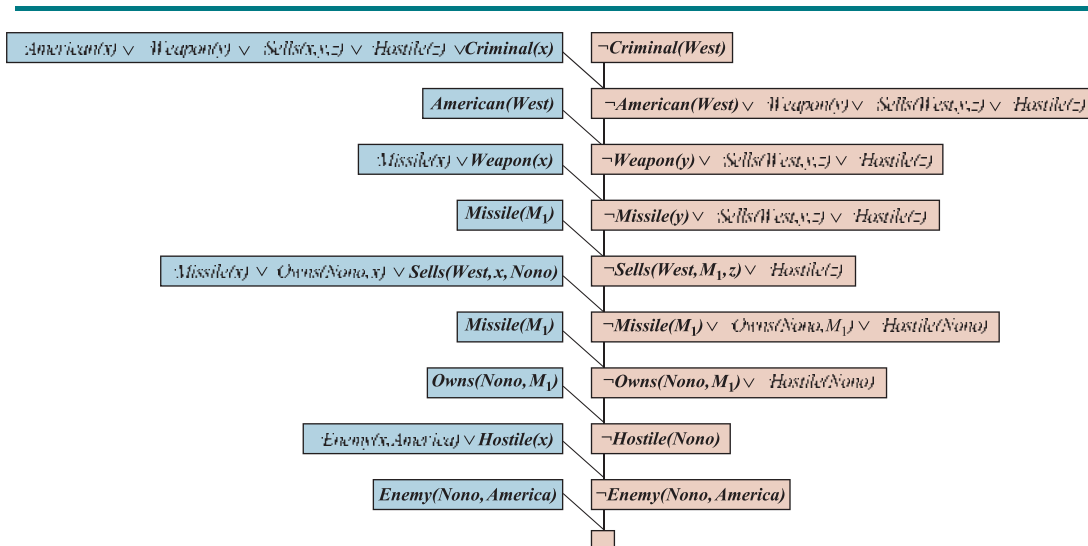 American(x) ∨ Weapon(y) ∨ Sells(x,y,z) ∨ Hostile(z) ∨Criminal(x)
¬Criminal(West)
American(West)
¬American(West) ∨ Weapon(y) ∨ Sells(West,y,z) ∨ Hostile(z)
Missile(x) ∨ Weapon(x)
¬Weapon(y) ∨ Sells(West,y,z) ∨ Hostile(z)
Missile(M₁)
¬Missile(y) ∨ Sells(West,y,z) ∨ Hostile(z)
Missile(x) ∨ Owns(Nono,x) ∨ Sells(West,x,Nono)
¬Sells(West,M₁,z) ∨ Hostile(z)
Missile(M₁)
¬Missile(M₁) ∨ Owns(Nono,M₁) ∨ Hostile(Nono)
Owns(Nono,M₁)
¬Owns(Nono,M₁) ∨ Hostile(Nono)
Enemy(x,America) ∨ Hostile(x)
¬Hostile(Nono)
Enemy(Nono,America)
¬Enemy(Nono,America)